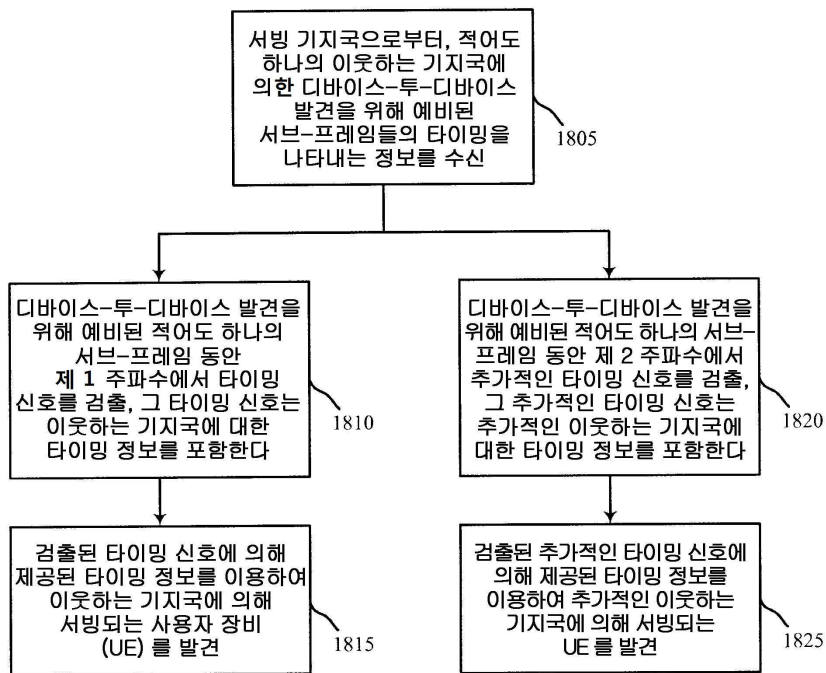 서빙 기지국으로부터, 적어도
하나의 이웃하는 기지국에
의한 디바이스-투-디바이스
발견을 위해 예비된
서브-프레임들의 타이밍을
나타내는 정보를 수신
1805
디바이스-투-디바이스 발견을
위해 예비된 적어도 하나의
서브-프레임 동안
제 1 주파수에서 타이밍
신호를 검출, 그 타이밍 신호는
이웃하는 기지국에 대한
타이밍 정보를 포함한다
1810
디바이스-투-디바이스 발견을
위해 예비된 적어도 하나의 서브-
프레임 동안 제 2 주파수에서
추가적인 타이밍 신호를 검출,
그 추가적인 타이밍 신호는
추가적인 이웃하는 기지국에
대한 타이밍 정보를 포함한다
1820
검출된 타이밍 신호에 의해
제공된 타이밍 정보를 이용하여
이웃하는 기지국에 의해
서빙되는 사용자 장비
(UE) 를 발견
1815
검출된 추가적인 타이밍 신호에
의해 제공된 타이밍 정보를
이용하여 추가적인 이웃하는
기지국에 의해 서빙되는
UE 를 발견
1825